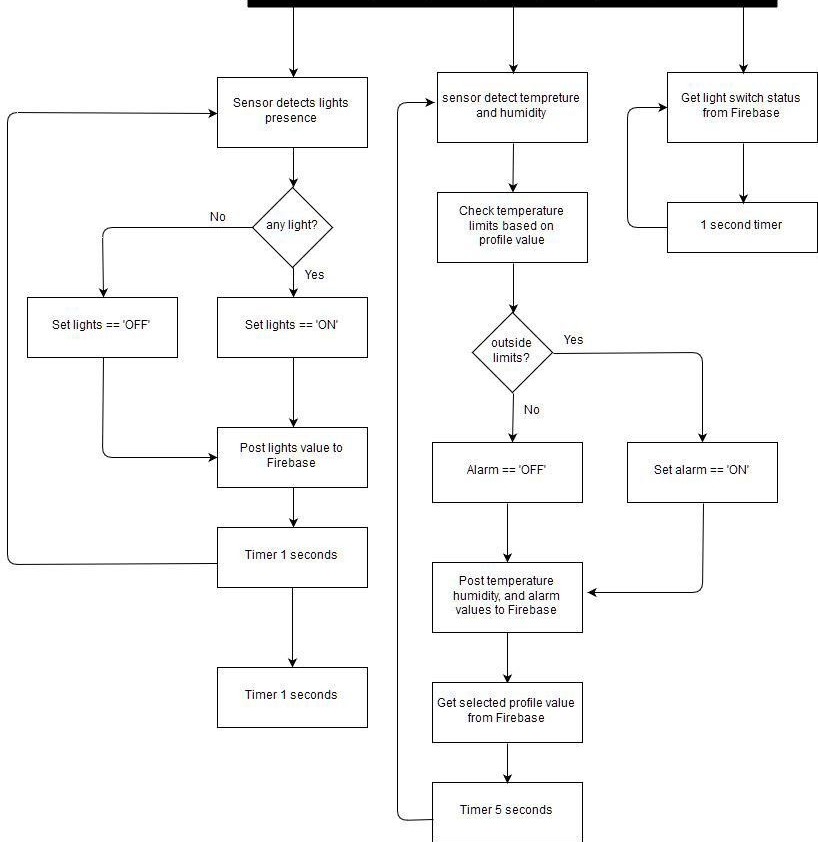 Sensor detects lights
presence
any light?
No
Yes
Set lights == 'OFF'
Set lights == 'ON'
Post lights value to
Firebase
Timer 1 seconds
Timer 1 seconds
sensor detect tempreture
and humidity
Check temperature
limits based on
profile value
outside
limits?
Yes
No
Alarm == 'OFF'
Set alarm == 'ON'
Post temperature
humidity, and alarm
values to Firebase
Get selected profile value
from Firebase
Timer 5 seconds
Get light switch status
from Firebase
1 second timer